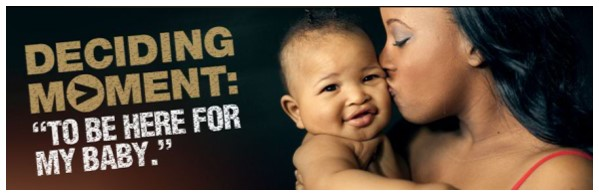 DECIDING
MOMENT:
“TO BE HERE FOR
MY BABY.”